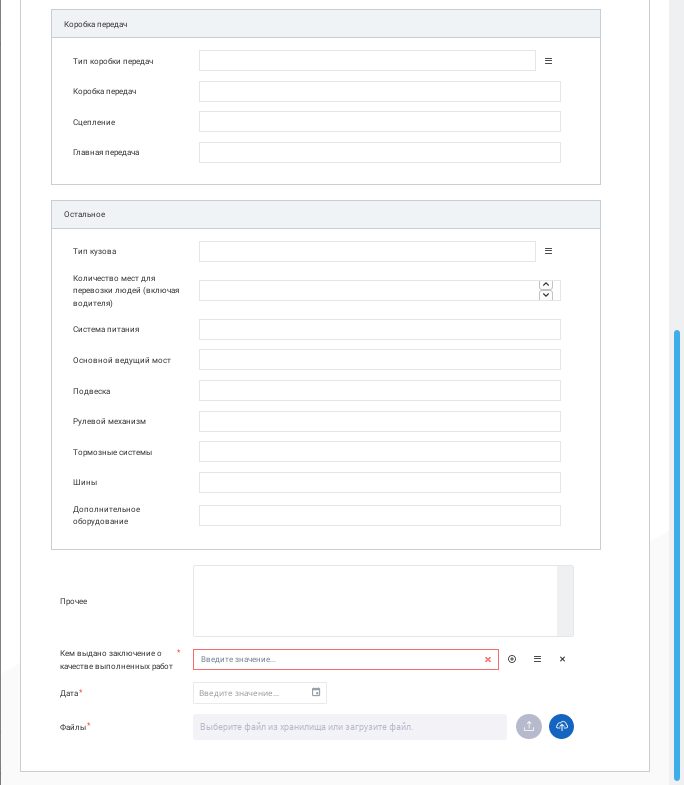 Коробка передач
Тип коробки передач
Коробка передач
Сцепление
Главная передача
Остальное
Тип кузова
Количество мест для
перевозки людей (включая
водителя)
Система питания
Основной ведущий мост
Подвеска
Рулевой механизм
Тормозные системы
Шины
Дополнительное
оборудование
Прочее
Кем выдано заключение о *
качестве выполненных работ
Введите значение...
Дата*
Введите значение...
Файлы*
Выберите файл из хранилища или загрузите файл.